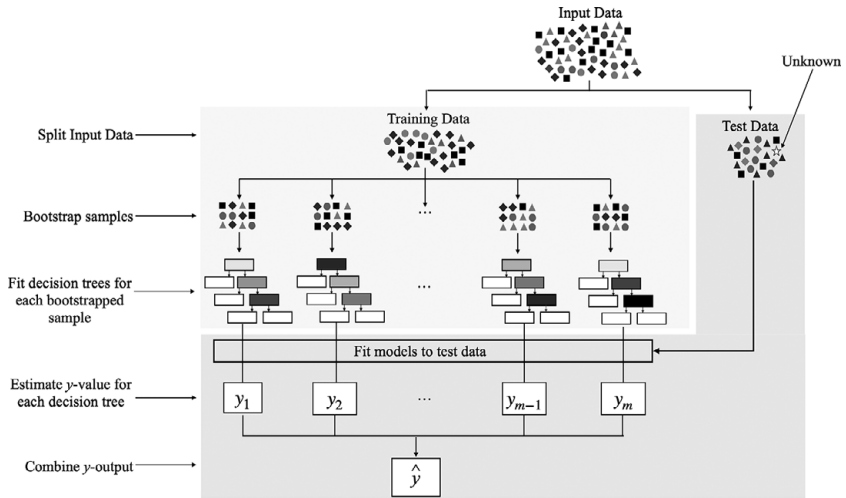 Input Data
Unknown
Split Input Data
Training Data
Test Data
Bootstrap samples
...
Fit decision trees for
each bootstrapped
sample
...
Fit models to test data
Estimate y-value for
each decision tree
y1
y2
...
ym−1
ym
Combine y-output
ŷ